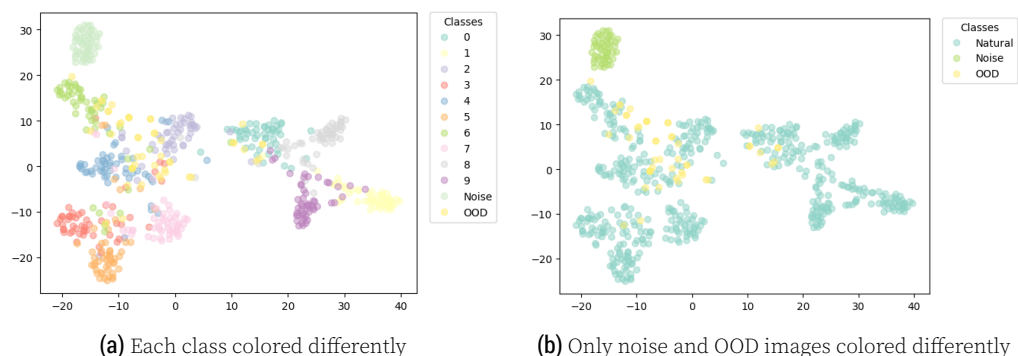 Classes
0
1
2
3
4
5
6
7
8
9
Noise
OOD
30
20
10
0
−10
−20
−20 −10 0 10 20 30 40
(a) Each class colored differently
Classes
Natural
Noise
OOD
30
20
10
0
−10
−20
−20 −10 0 10 20 30 40
(b) Only noise and OOD images colored differently